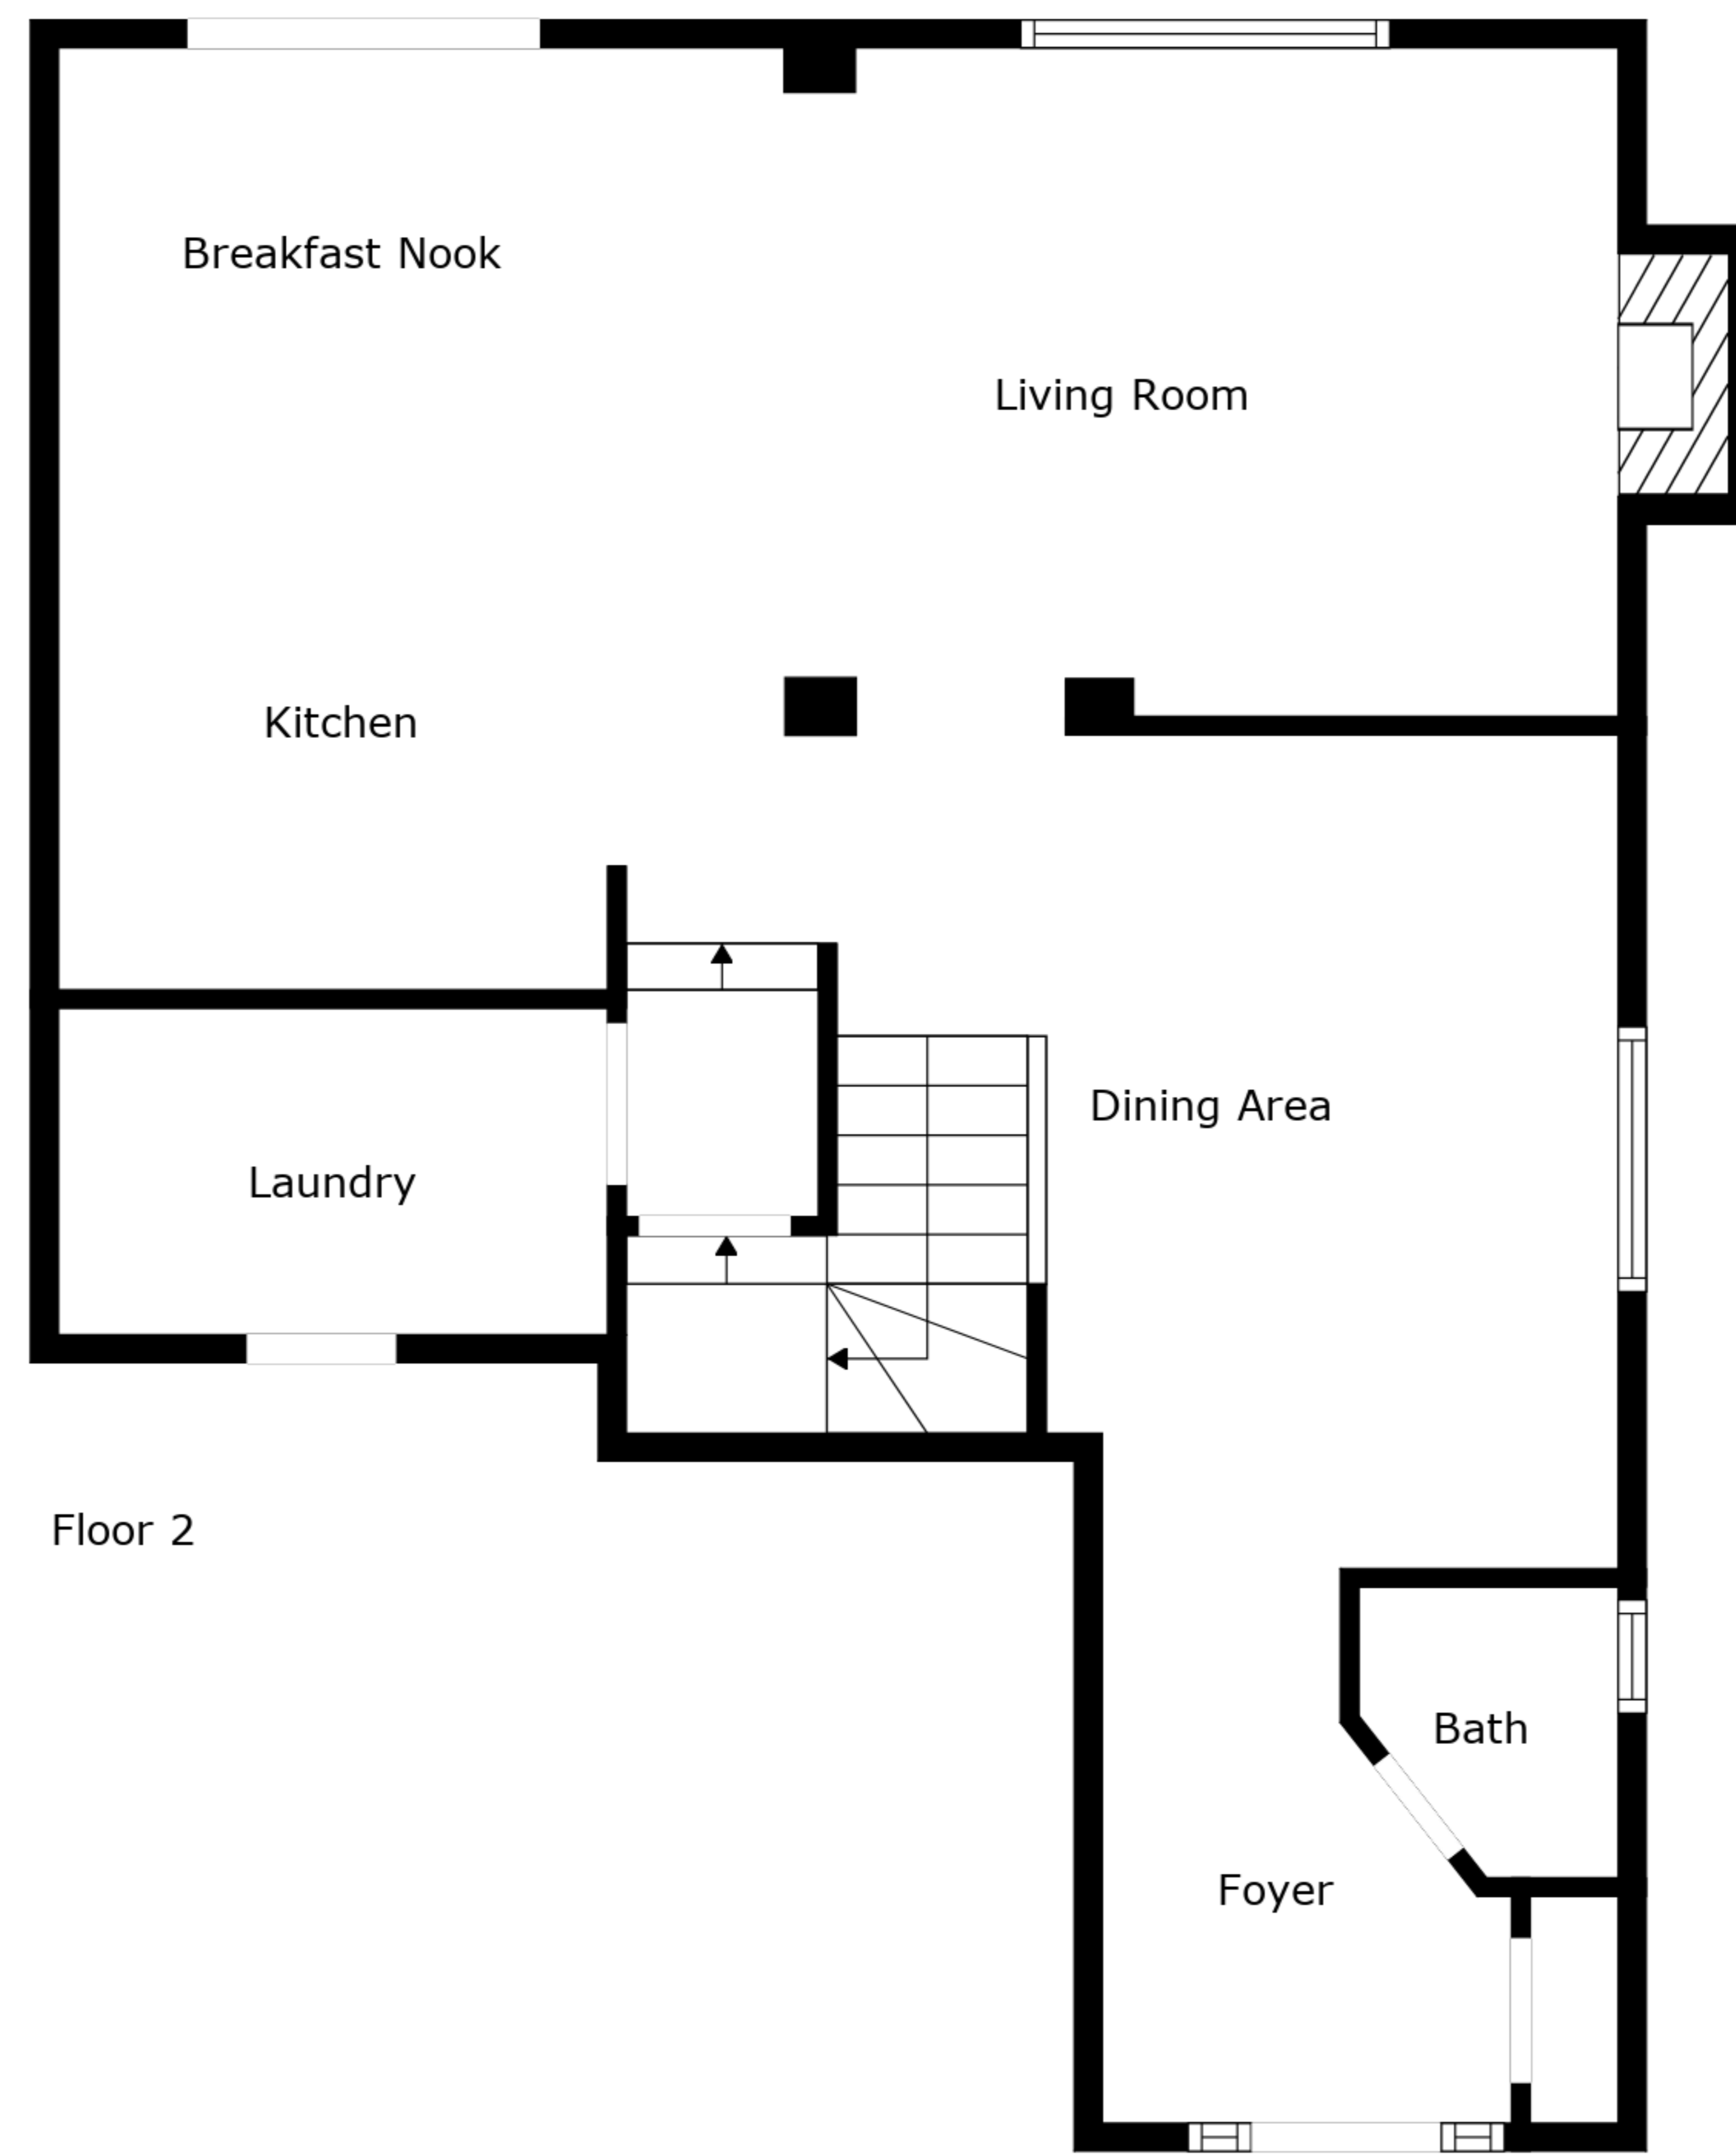 Breakfast Nook
Living Room
Kitchen
Dining Area
Laundry
Floor 2
Bath
Foyer